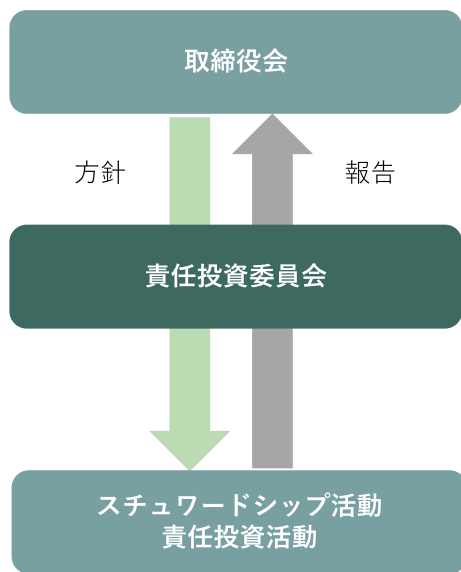 取締役会
方針
報告
責任投資委員会
スチュワードシップ活動
責任投資活動